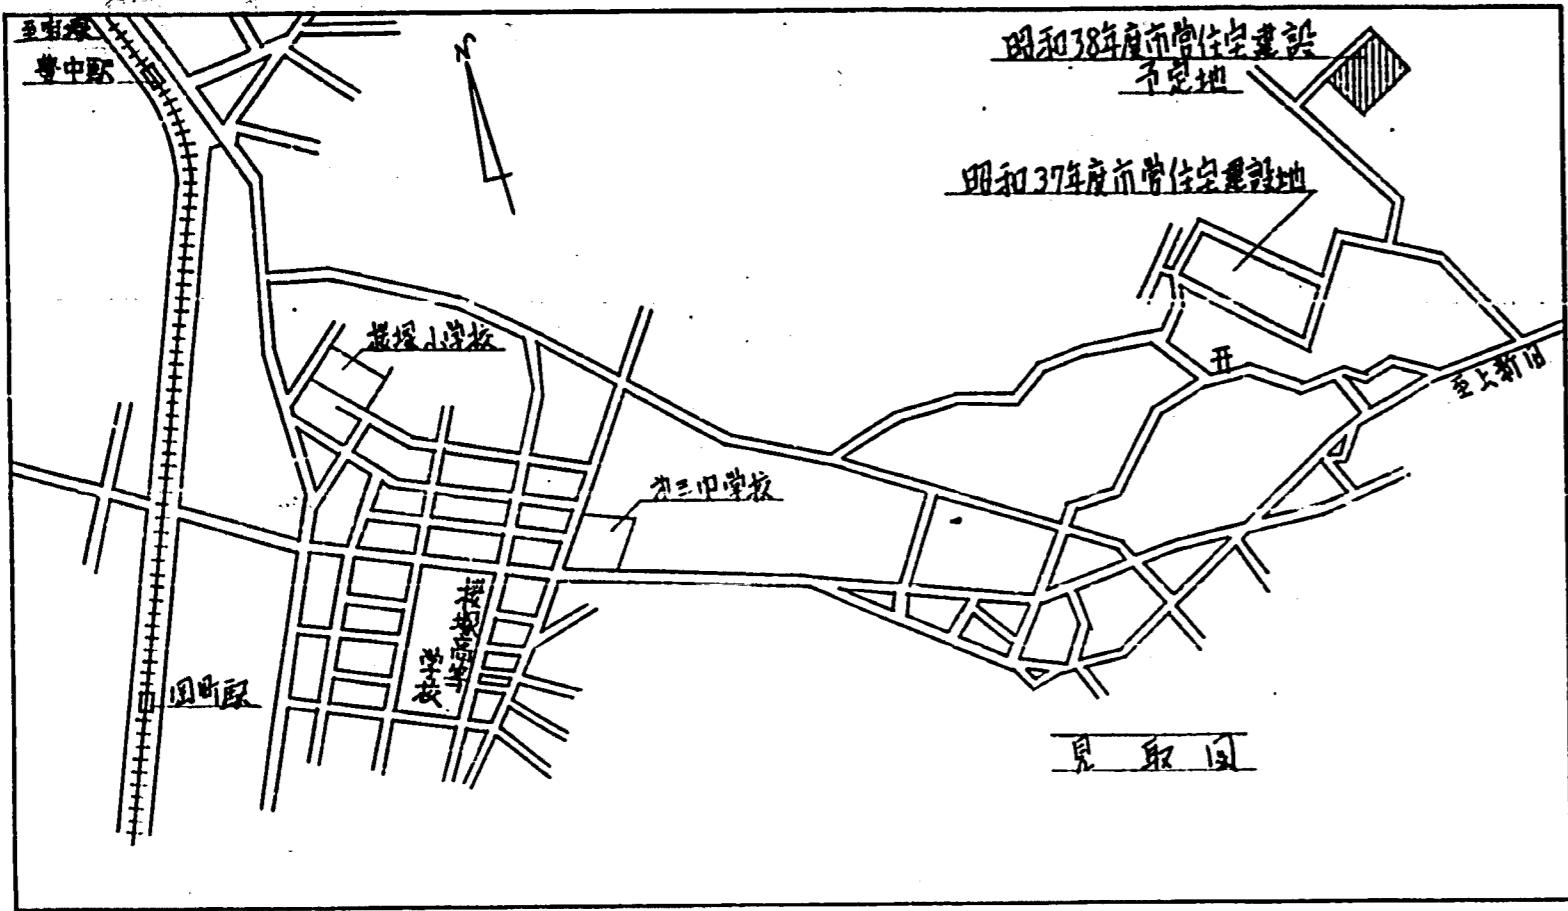 至宝塚
豊中駅
N
昭和38年度市営住宅建設
予定地
昭和37年度市営住宅建設地
桜塚小学校
至上新田
才三中学校
桜塚高等
学校
岡町駅
見取図